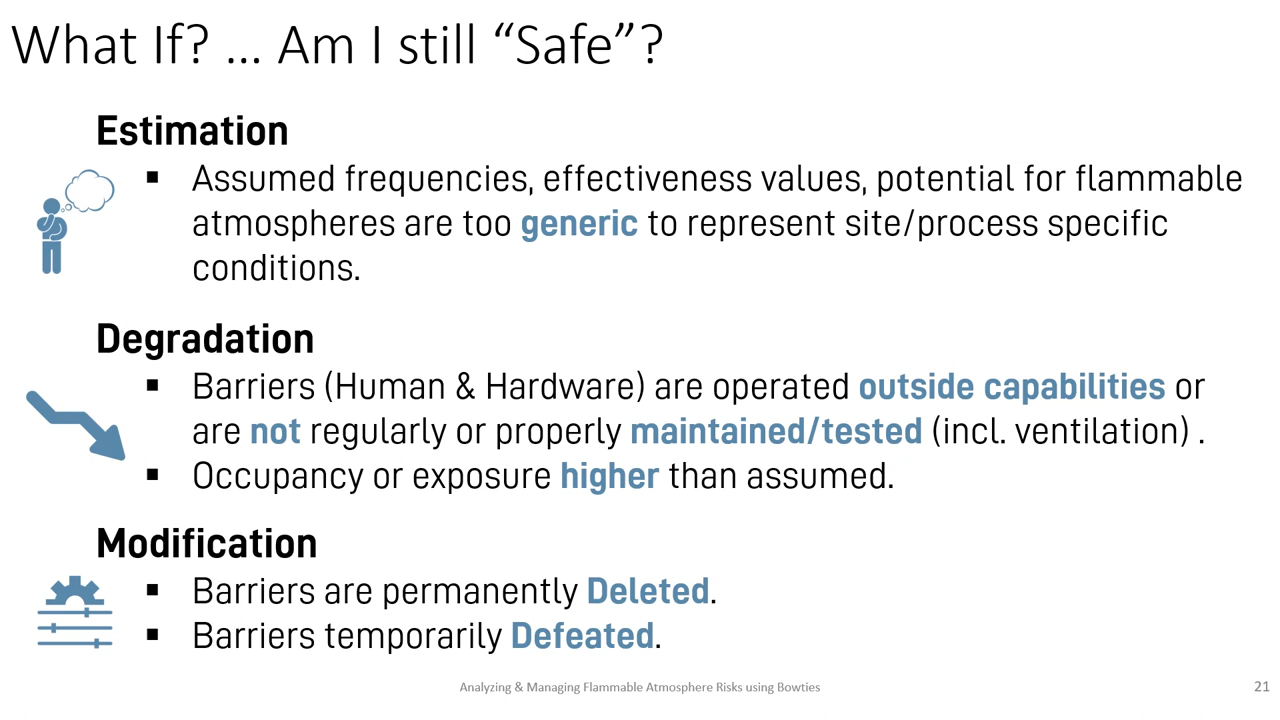 What If? ... Am I still “Safe”?
Estimation
▪ Assumed frequencies, effectiveness values, potential for flammable
atmospheres are too generic to represent site/process specific
conditions.
Degradation
▪ Barriers (Human & Hardware) are operated outside capabilities or
are not regularly or properly maintained/tested (incl. ventilation) .
▪ Occupancy or exposure higher than assumed.
Modification
▪ Barriers are permanently Deleted.
▪ Barriers temporarily Defeated.
Analyzing & Managing Flammable Atmosphere Risks using Bowties
21